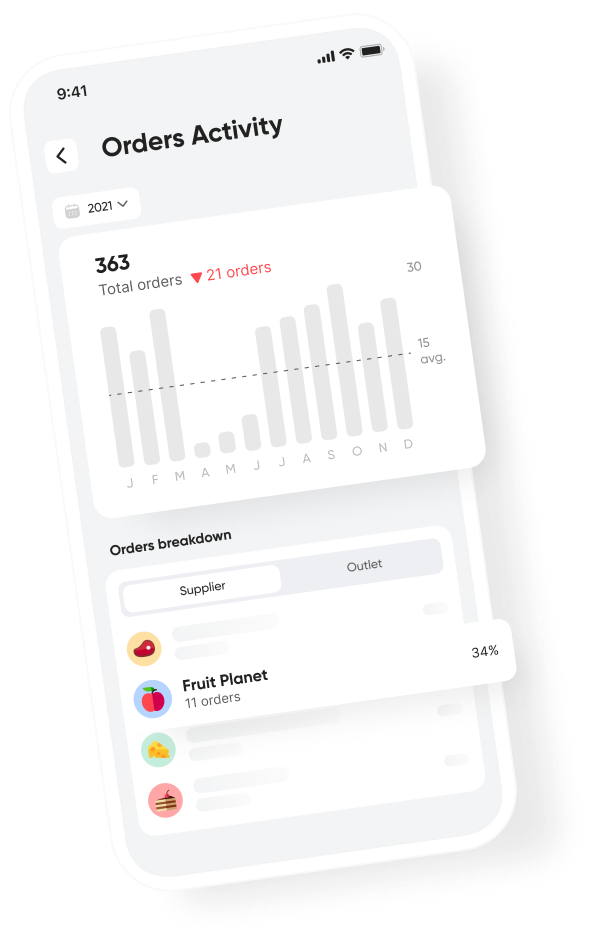 9:41
Orders Activity
2021
363
Total orders 21 orders
30
15
avg.
J F M A M J J A S O N D
Orders breakdown
Supplier Outlet
Fruit Planet
11 orders
34%